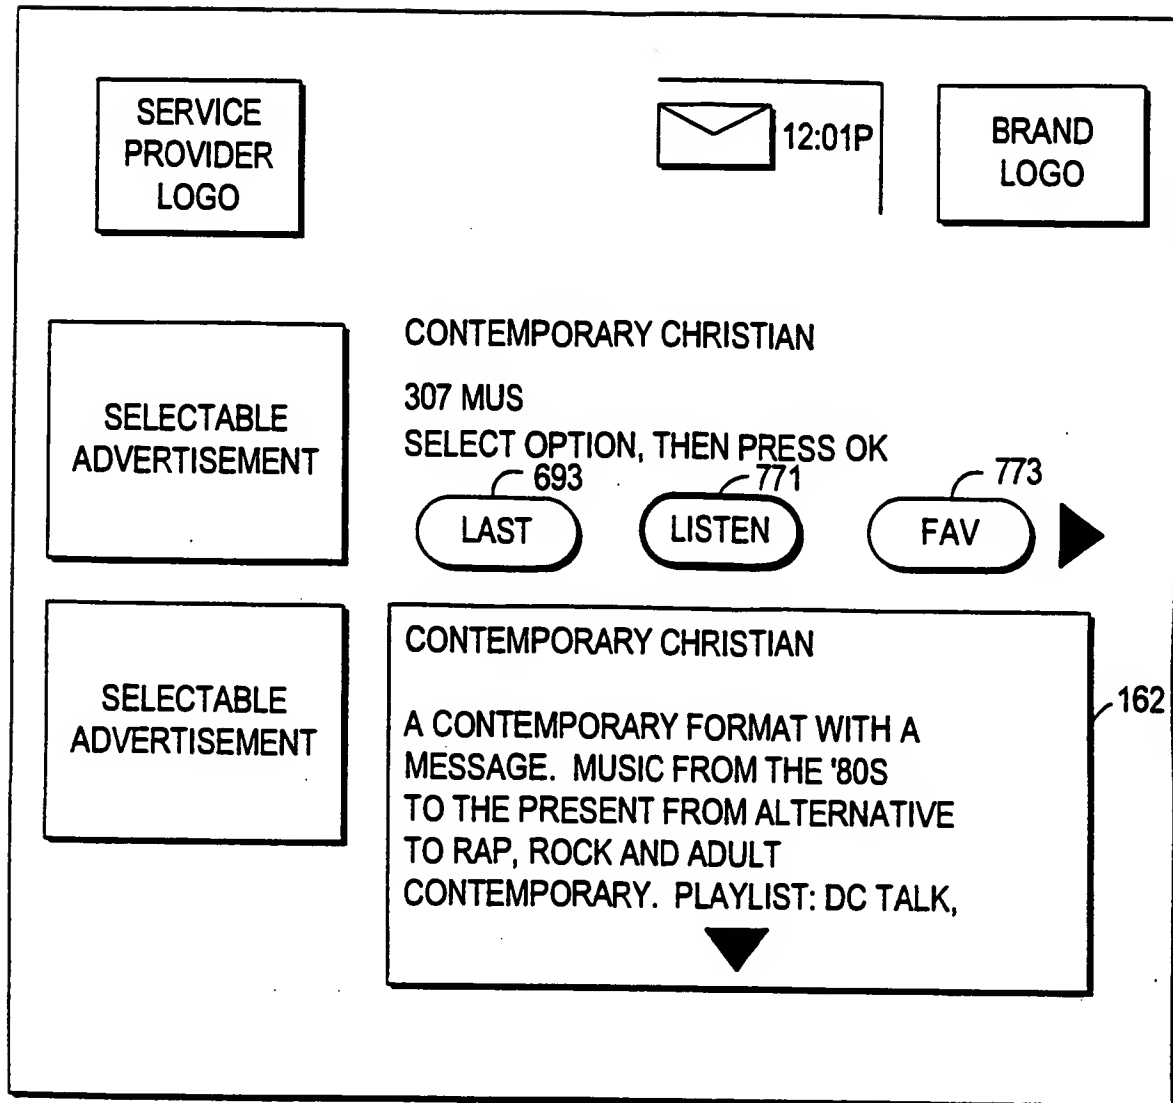 SERVICE
PROVIDER
LOGO
12:01P
BRAND
LOGO
SELECTABLE
ADVERTISEMENT
CONTEMPORARY CHRISTIAN
307 MUS
SELECT OPTION, THEN PRESS OK
693
771
773
LAST
LISTEN
FAV
SELECTABLE
ADVERTISEMENT
CONTEMPORARY CHRISTIAN
162
A CONTEMPORARY FORMAT WITH A
MESSAGE. MUSIC FROM THE '80S
TO THE PRESENT FROM ALTERNATIVE
TO RAP, ROCK AND ADULT
CONTEMPORARY. PLAYLIST: DC TALK,